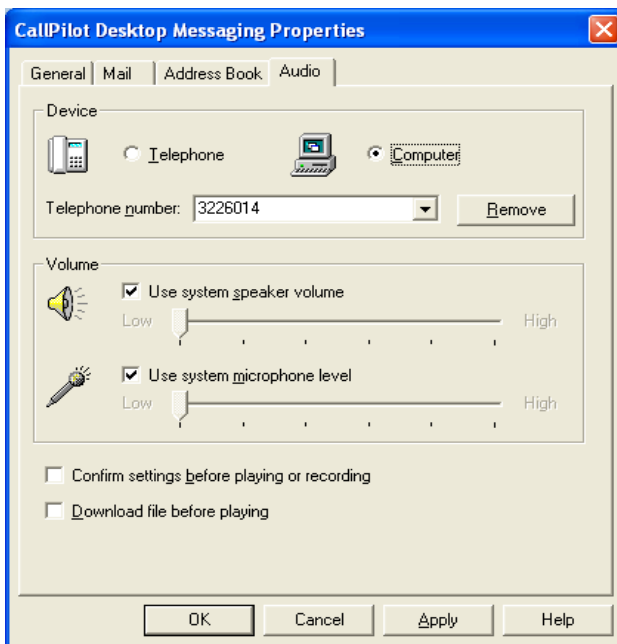 CallPilot Desktop Messaging Properties
General Mail Address Book Audio
Device
Telephone Computer
Telephone number: 3226014 Remove
Volume
Use system speaker volume
Low High
Use system microphone level
Low High
Confirm settings before playing or recording
Download file before playing
OK Cancel Apply Help